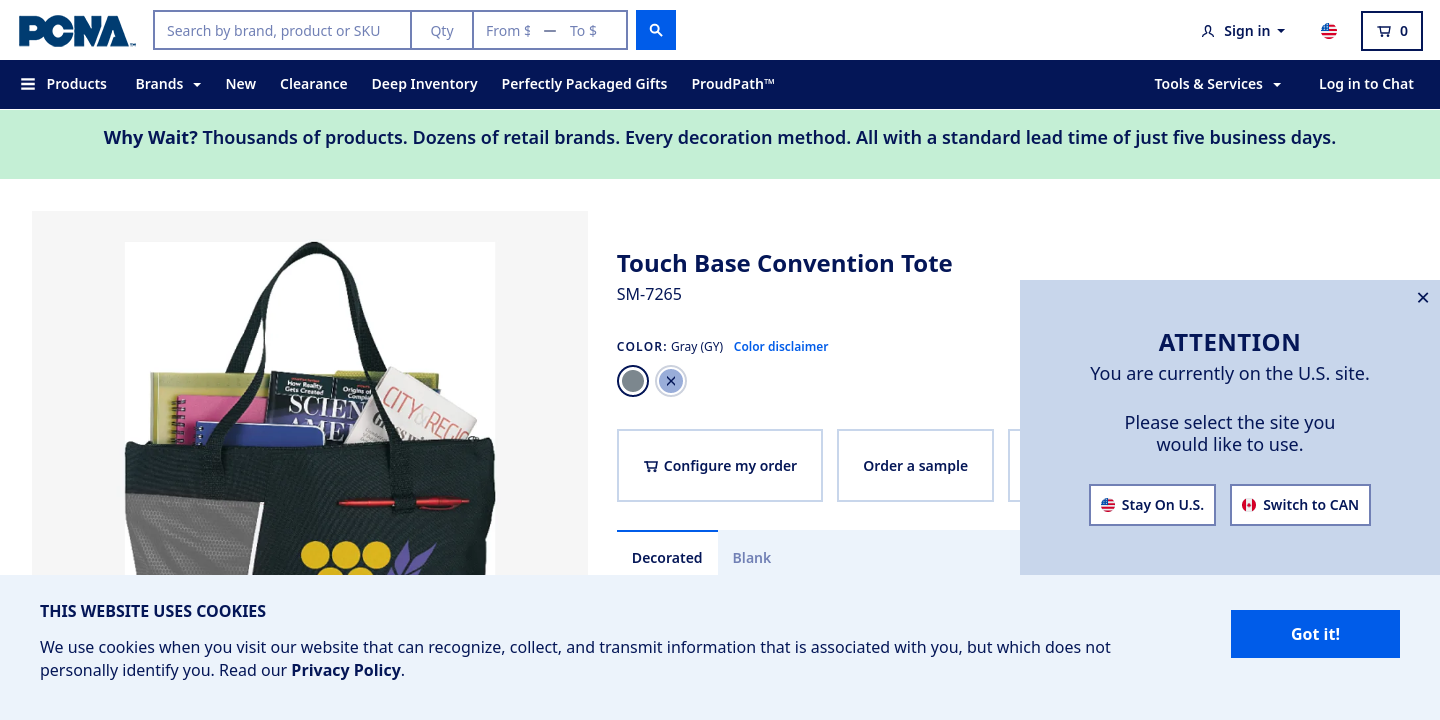 PCNA
Search by brand, product or SKU
Qty
From $
—
To $
Sign in
0
Products
Brands
New
Clearance
Deep Inventory
Perfectly Packaged Gifts
ProudPath™
Tools & Services
Log in to Chat
Why Wait? Thousands of products. Dozens of retail brands. Every decoration method. All with a standard lead time of just five business days.
How Reality
Gets Created
Origins of
CITY&RECIO
Touch Base Convention Tote
SM-7265
COLOR: Gray (GY) Color disclaimer
Configure my order
Order a sample
Decorated
Blank
ATTENTION
You are currently on the U.S. site.
Please select the site you
would like to use.
Stay On U.S.
Switch to CAN
THIS WEBSITE USES COOKIES
We use cookies when you visit our website that can recognize, collect, and transmit information that is associated with you, but which does not
personally identify you. Read our Privacy Policy.
Got it!